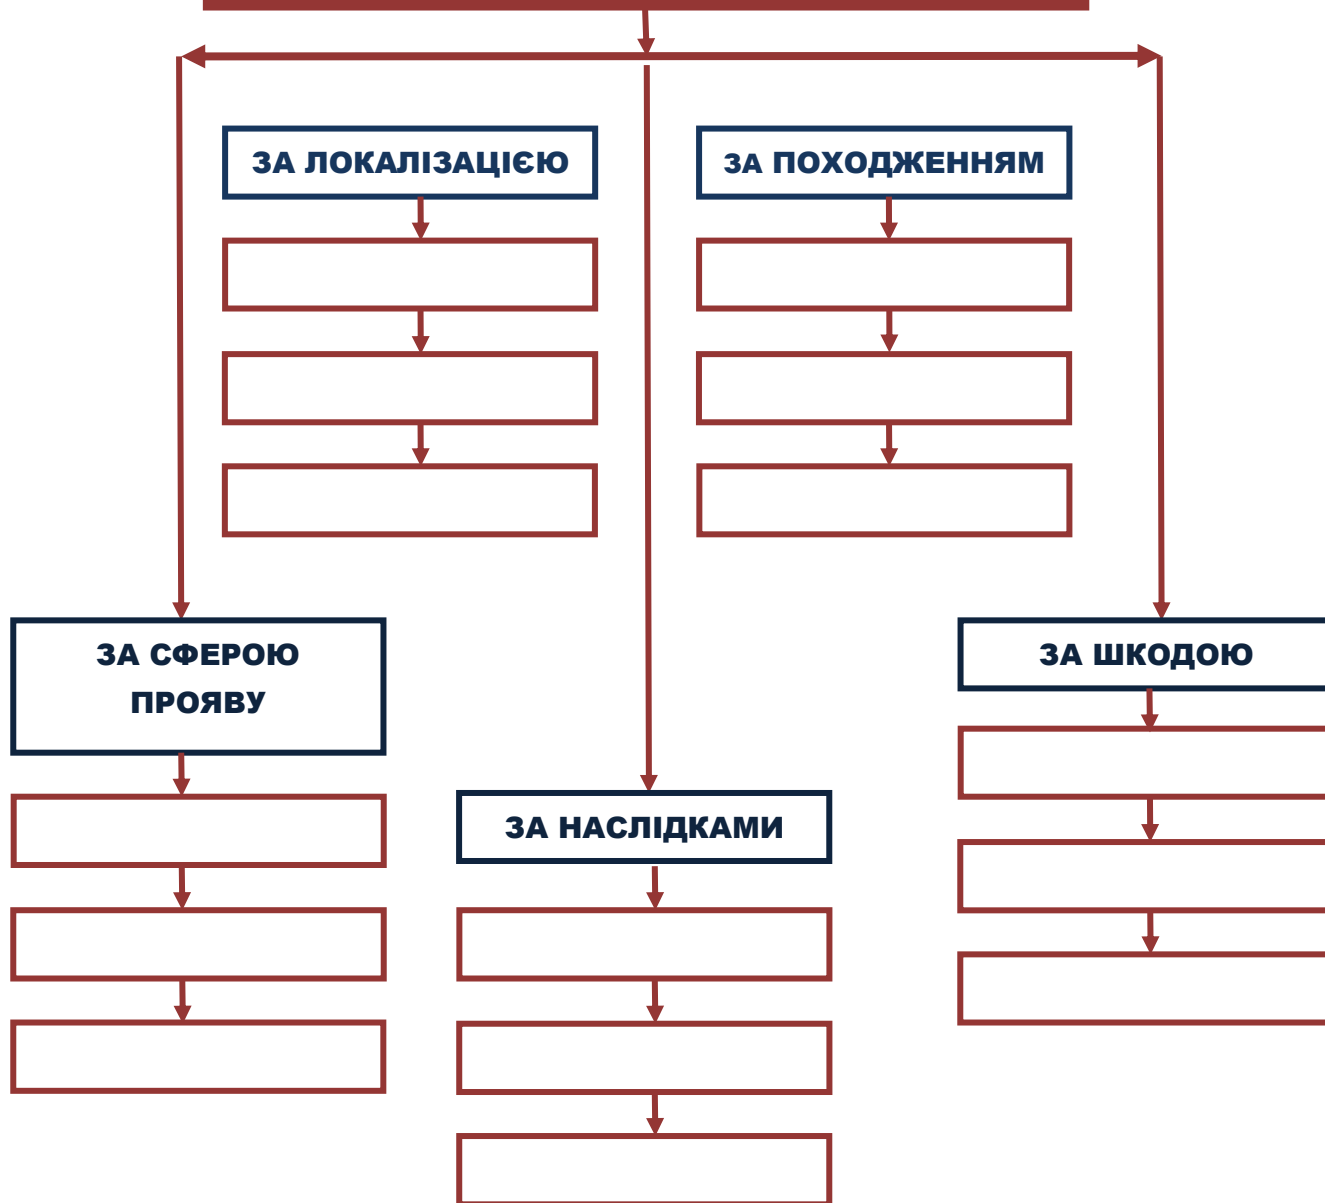 ЗА ЛОКАЛІЗАЦІЄЮ
ЗА ПОХОДЖЕННЯМ
ЗА СФЕРОЮ
ПРОЯВУ
ЗА ШКОДОЮ
ЗА НАСЛІДКАМИ